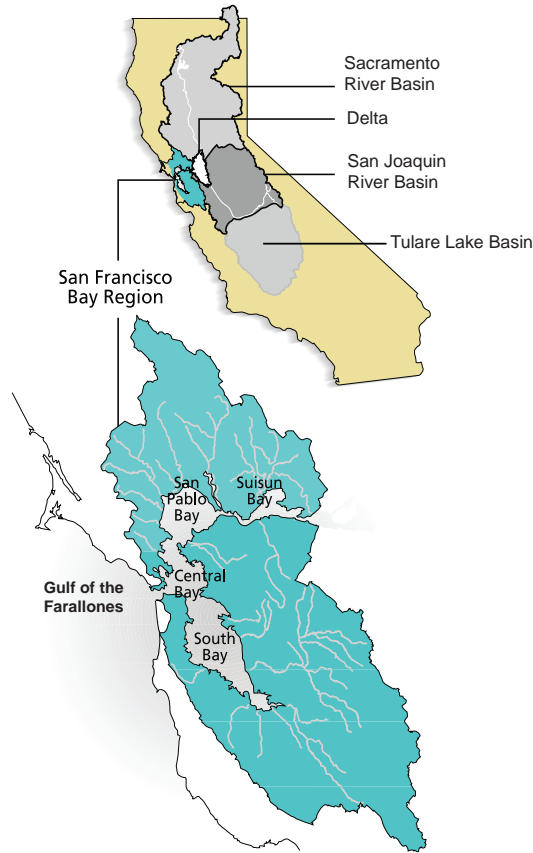 Sacramento
River Basin
Delta
San Joaquin
River Basin
Tulare Lake Basin
San Francisco
Bay Region
San
Pablo
Bay
Suisun
Bay
Central
Bay
Gulf of the
Farallones
South
Bay